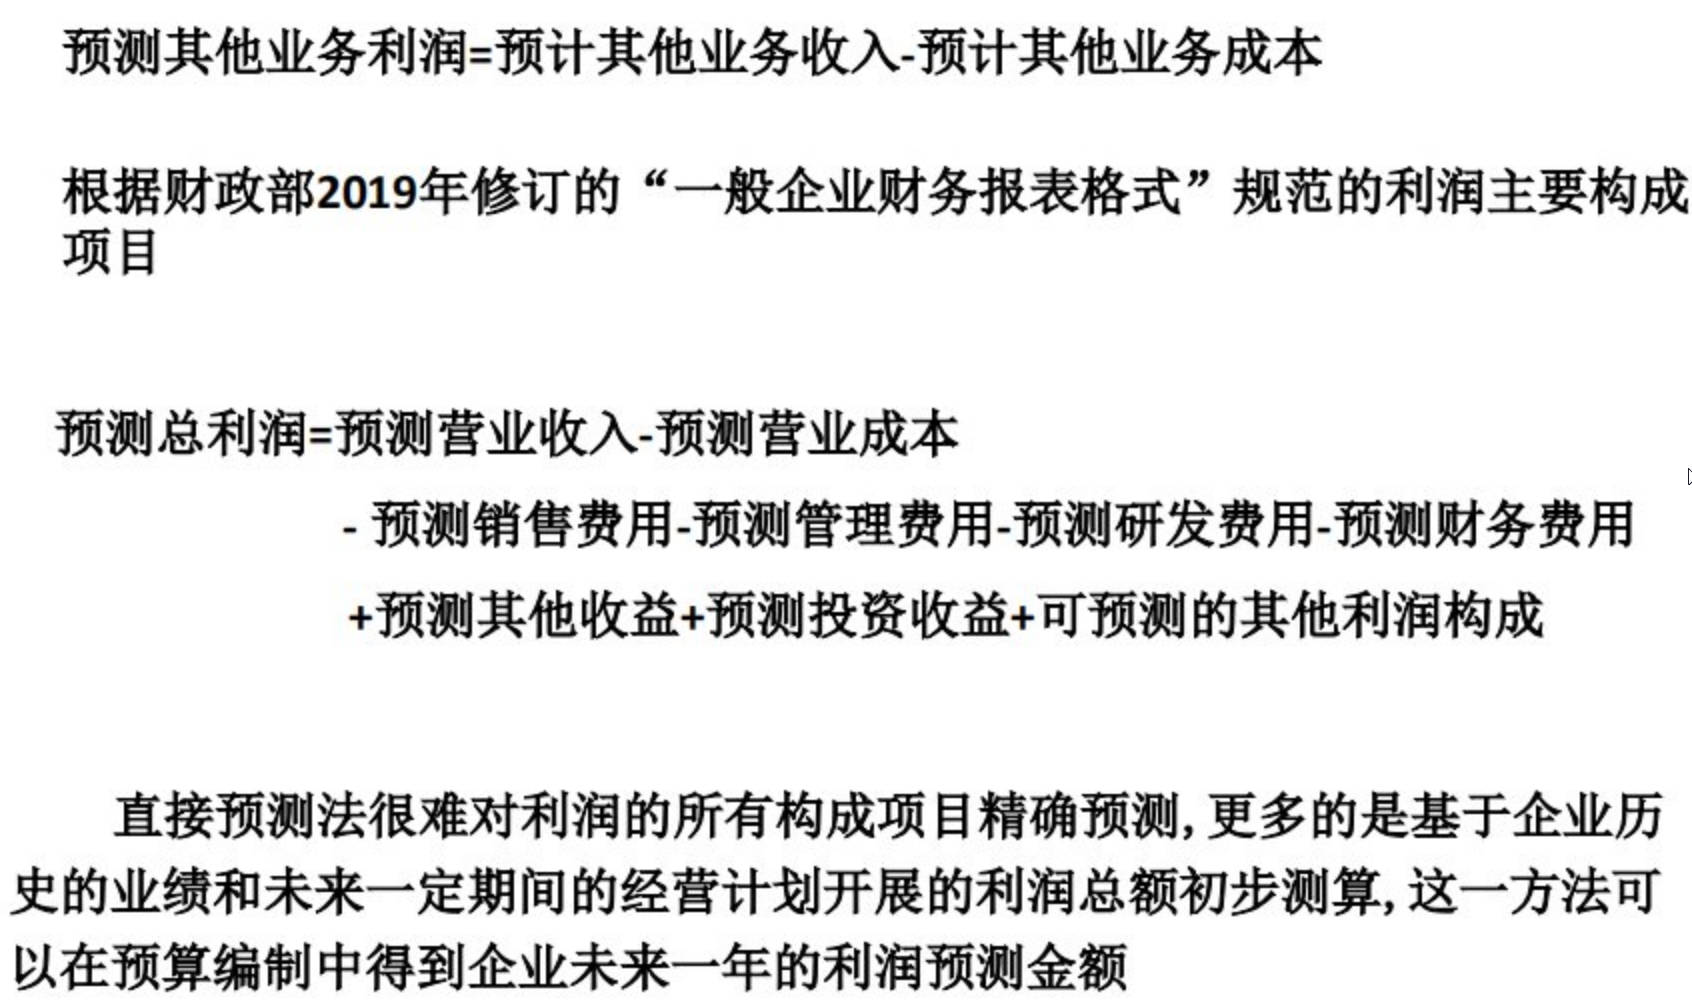 预测其他业务利润=预计其他业务收入-预计其他业务成本
根据财政部2019年修订的“一般企业财务报表格式”规范的利润主要构成
项目
预测总利润=预测营业收入-预测营业成本
- 预测销售费用-预测管理费用-预测研发费用-预测财务费用
+预测其他收益+预测投资收益+可预测的其他利润构成
直接预测法很难对利润的所有构成项目精确预测,更多的是基于企业历
史的业绩和未来一定期间的经营计划开展的利润总额初步测算,这一方法可
以在预算编制中得到企业未来一年的利润预测金额